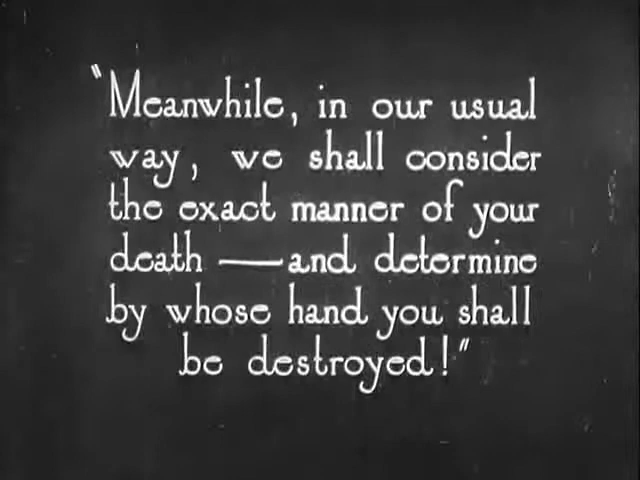 "Meanwhile, in our usual
way, we shall consider
the exact manner of your
death — and determine
by whose hand you shall
be destroyed!"